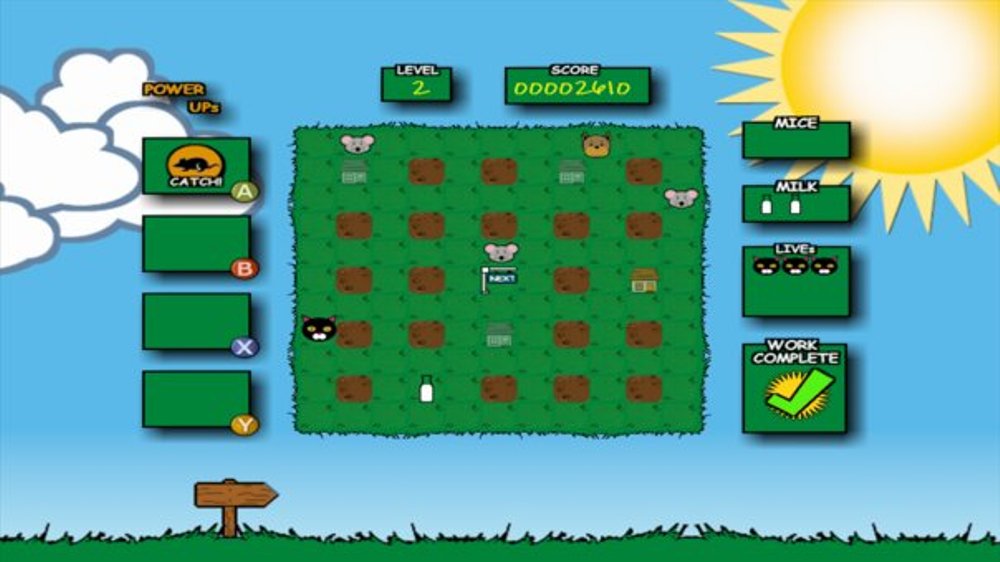 LEVEL
2
SCORE
00002610
POWER
UPs
CATCH!
A
B
X
Y
NEXT
MICE
MILK
LIVEs
WORK
COMPLETE